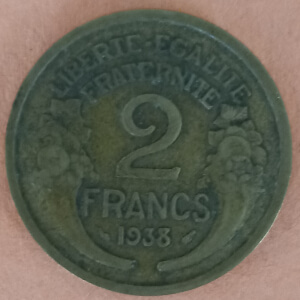 LIBERTE·EGALITE
FRATERNITE
2
FRANCS
1938